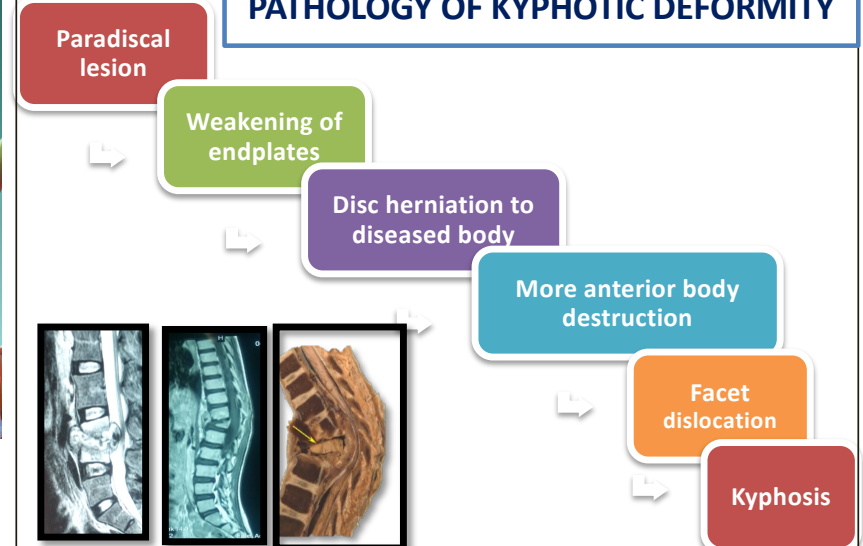 PATHOLOGY OF KYPHOTIC DEFORMITY
Paradiscal
lesion
Weakening of
endplates
Disc herniation to
diseased body
More anterior body
destruction
Facet
dislocation
Kyphosis
H